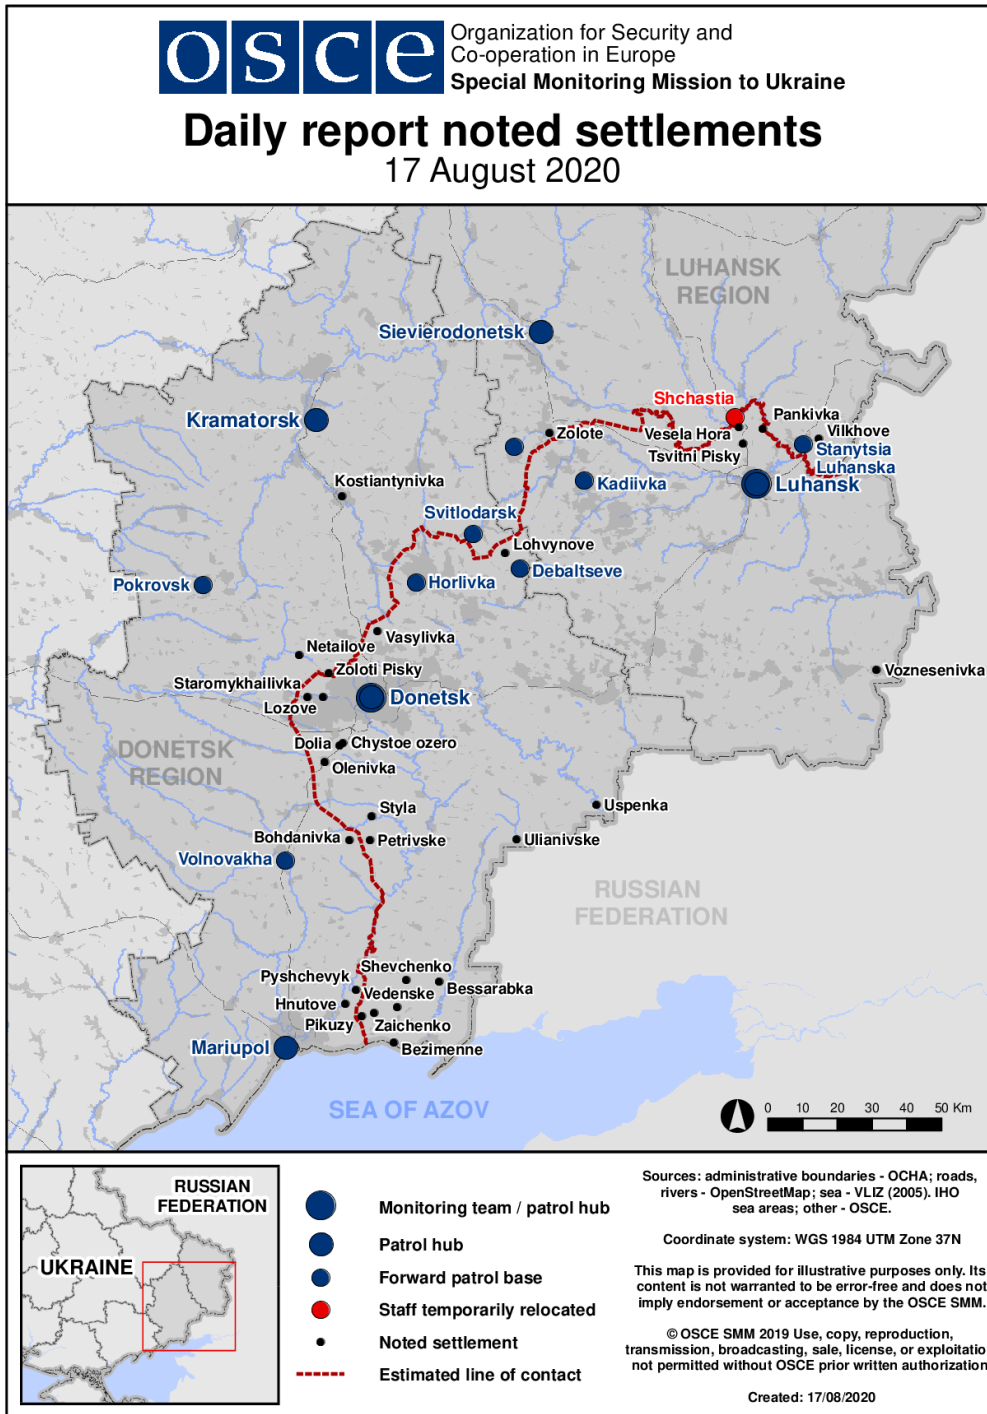 osce
Organization for Security and
Co-operation in Europe
Special Monitoring Mission to Ukraine
Daily report noted settlements
17 August 2020
LUHANSK
REGION
Sievierodonetsk
Shchastia
Kramatorsk
Pankivka
Zolote
Vesela Hora
Vilkhove
Tsvitni Pisky
Stanytsia
Luhanska
Kostiantynivka
Kadiivka
Luhansk
Svitlodarsk
Lohvynove
Debaltseve
Pokrovsk
Horlivka
Vasylivka
Netailove
Zoloti Pisky
Voznesenivka
Staromykhailivka
Donetsk
Lozove
Dolia
Chystoe ozero
DONETSK
REGION
Olenivka
Styla
Uspenka
Bohdanivka
Petrivske
Ulianivske
Volnovakha
RUSSIAN
FEDERATION
Shevchenko
Pyshchevyk
Bessarabka
Hnutove
Vedenske
Pikuzy
Zaichenko
Mariupol
Bezimenne
SEA OF AZOV
0 10 20 30 40 50 Km
RUSSIAN
FEDERATION
UKRAINE
Monitoring team / patrol hub
Patrol hub
Forward patrol base
Staff temporarily relocated
Noted settlement
Estimated line of contact
Sources: administrative boundaries - OCHA; roads,
rivers - OpenStreetMap; sea - VLIZ (2005). IHO
sea areas; other - OSCE.
Coordinate system: WGS 1984 UTM Zone 37N
This map is provided for illustrative purposes only. Its
content is not warranted to be error-free and does not
imply endorsement or acceptance by the OSCE SMM.
© OSCE SMM 2019 Use, copy, reproduction,
transmission, broadcasting, sale, license, or exploitatio
not permitted without OSCE prior written authorization
Created: 17/08/2020